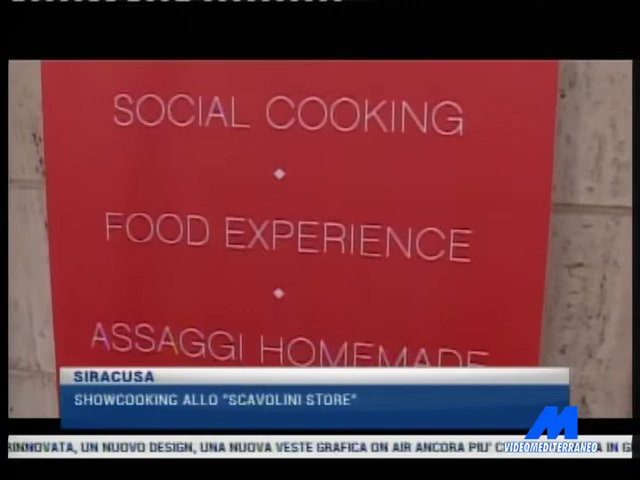 SOCIAL COOKING
FOOD EXPERIENCE
ASSAGGI HOMEMADE
SIRACUSA
SHOWCOOKING ALLO "SCAVOLINI STORE"
VIDEOMEDITERRANEO
RINNOVATA, UN NUOVO DESIGN, UNA NUOVA VESTE GRAFICA ON AIR ANCORA PIU' IN